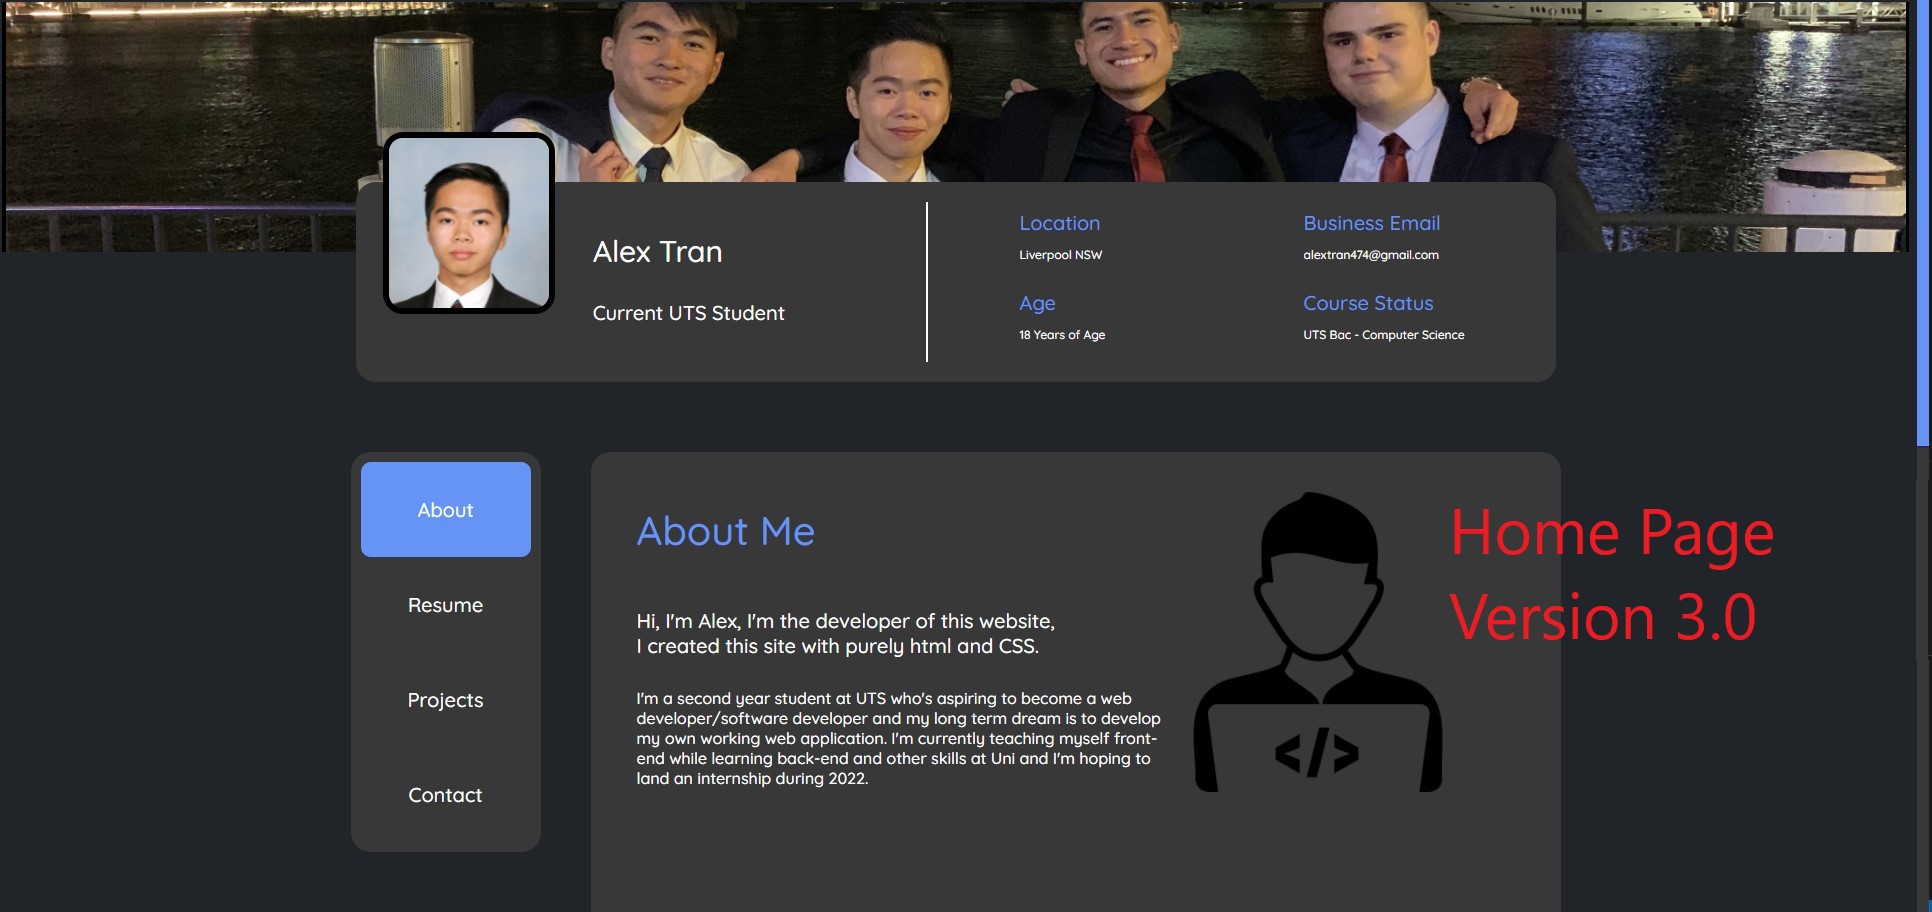 Alex Tran
Current UTS Student
Location
Liverpool NSW
Age
18 Years of Age
Business Email
alextran474@gmail.com
Course Status
UTS Bac - Computer Science
About
Resume
Projects
Contact
About Me
Hi, I'm Alex, I'm the developer of this website,
I created this site with purely html and CSS.
I'm a second year student at UTS who's aspiring to become a web
developer/software developer and my long term dream is to develop
my own working web application. I'm currently teaching myself front-
end while learning back-end and other skills at Uni and I'm hoping to
land an internship during 2022.
</>
Home Page
Version 3.0